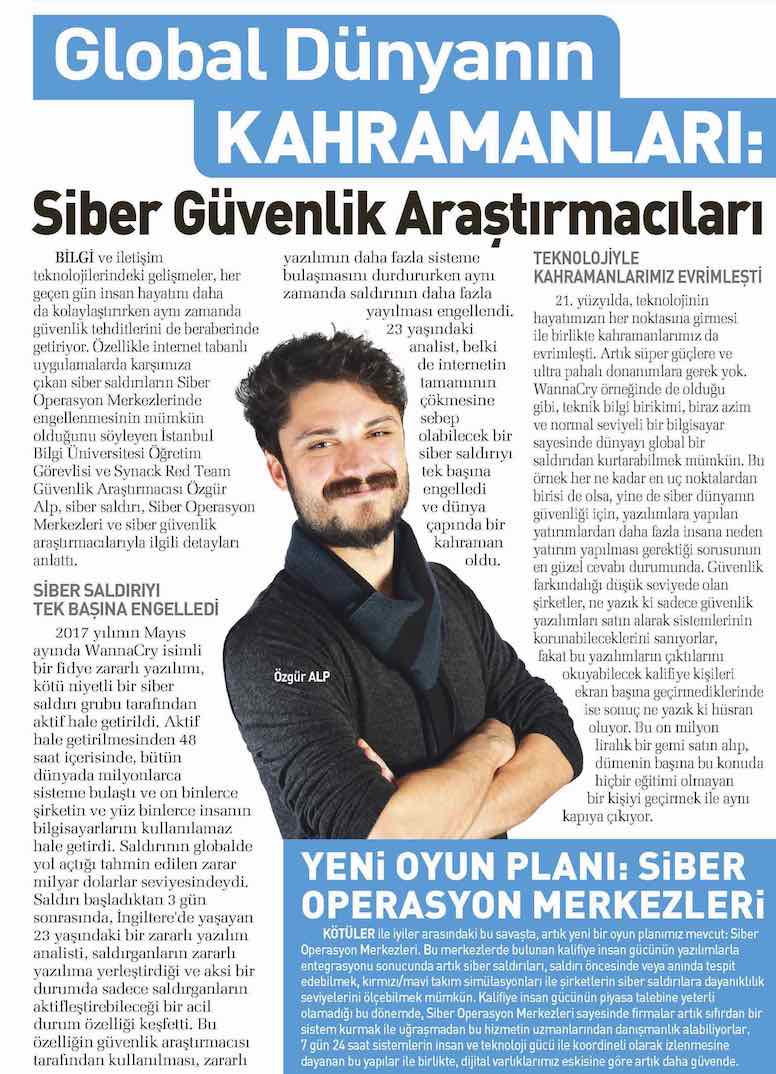 Global Dünyanın
KAHRAMANLARI:
Siber Güvenlik Araştırmacıları
BİLGİ ve iletişim
teknolojilerindeki gelişmeler, her
geçen gün insan hayatını daha
da kolaylaştırırken aynı zamanda
güvenlik tehditlerini de beraberinde
getiriyor. Özellikle internet tabanlı
uygulamalarda karşımıza
çıkan siber saldırıların Siber
Operasyon Merkezlerinde
engellenmesinin mümkün
olduğunu söyleyen İstanbul
Bilgi Üniversitesi Öğretim
Görevlisi ve Synack Red Team
Güvenlik Araştırmacısı Özgür
Alp, siber saldırı, Siber Operasyon
Merkezleri ve siber güvenlik
araştırmacılarıyla ilgili detayları
anlattı.
SİBER SALDIRIYI
TEK BAŞINA ENGELLEDİ
2017 yılının Mayıs
ayında WannaCry isimli
bir fidye zararlı yazılımı,
kötü niyetli bir siber
saldırı grubu tarafından
aktif hale getirildi. Aktif
hale getirilmesinden 48
saat içerisinde, bütün
dünyada milyonlarca
sisteme bulaştı ve on binlerce
şirketin ve yüz binlerce insanın
bilgisayarlarını kullanılamaz
hale getirdi. Saldırının globalde
yol açtığı tahmin edilen zarar
milyar dolarlar seviyesindeydi.
Saldırı başladıktan 3 gün
sonrasında, İngiltere'de yaşayan
23 yaşındaki bir zararlı yazılım
analisti, saldırganların zararlı
yazılıma yerleştirdiği ve aksi bir
durumda sadece saldırganların
aktifleştirebileceği bir acil
durum özelliği keşfetti. Bu
özelliğin güvenlik araştırmacısı
tarafından kullanılması, zararlı
yazılımın daha fazla sisteme
bulaşmasını durdururken aynı
zamanda saldırının daha fazla
yayılması engellendi.
23 yaşındaki
analist, belki
de internetin
tamamının
çökmesine
sebep
olabilecek bir
siber saldırıyı
tek başına
engelledi
ve dünya
çapında bir
kahraman
oldu.
Özgür ALP
TEKNOLOJİYLE
KAHRAMANLARIMIZ EVRİMLEŞTİ
21. yüzyılda, teknolojinin
hayatımızın her noktasına girmesi
ile birlikte kahramanlarımız da
evrimleşti. Artık süper güçlere ve
ultra pahalı donanımlara gerek yok.
WannaCry örneğinde de olduğu
gibi, teknik bilgi birikimi, biraz azim
ve normal seviyeli bir bilgisayar
sayesinde dünyayı global bir
saldırıdan kurtarabilmek mümkün. Bu
örnek her ne kadar en uç noktalardan
birisi de olsa, yine de siber dünyanın
güvenliği için, yazılımlara yapılan
yatırımlardan daha fazla insana neden
yatırım yapılması gerektiği sorusunun
en güzel cevabı durumunda. Güvenlik
farkındalığı düşük seviyede olan
şirketler, ne yazık ki sadece güvenlik
yazılımları satın alarak sistemlerinin
korunabileceklerini sanıyorlar,
fakat bu yazılımların çıktılarını
okuyabilecek kalifiye kişileri
ekran başına geçirmediklerinde
ise sonuç ne yazık ki hüsran
oluyor. Bu on milyon
liralık bir gemi satın alıp,
dümenin başına bu konuda
hiçbir eğitimi olmayan
bir kişiyi geçirmek ile aynı
kapıya çıkıyor.
YENİ OYUN PLANI: SİBER
OPERASYON MERKEZLERİ
KÖTÜLER ile iyiler arasındaki bu savaşta, artık yeni bir oyun planımız mevcut: Siber
Operasyon Merkezleri. Bu merkezlerde bulunan kalifiye insan gücünün yazılımlarla
entegrasyonu sonucunda artık siber saldırıları, saldırı öncesinde veya anında tespit
edebilmek, kırmızı/mavi takım simülasyonları ile şirketlerin siber saldırılara dayanıklılık
seviyelerini ölçebilmek mümkün. Kalifiye insan gücünün piyasa talebine yeterli
olamadığı bu dönemde, Siber Operasyon Merkezleri sayesinde firmalar artık sıfırdan bir
sistem kurmak ile uğraşmadan bu hizmetin uzmanlarından danışmanlık alabiliyorlar,
7 gün 24 saat sistemlerin insan ve teknoloji gücü ile koordineli olarak izlenmesine
dayanan bu yapılar ile birlikte, dijital varlıklarımız eskisine göre artık daha güvende.